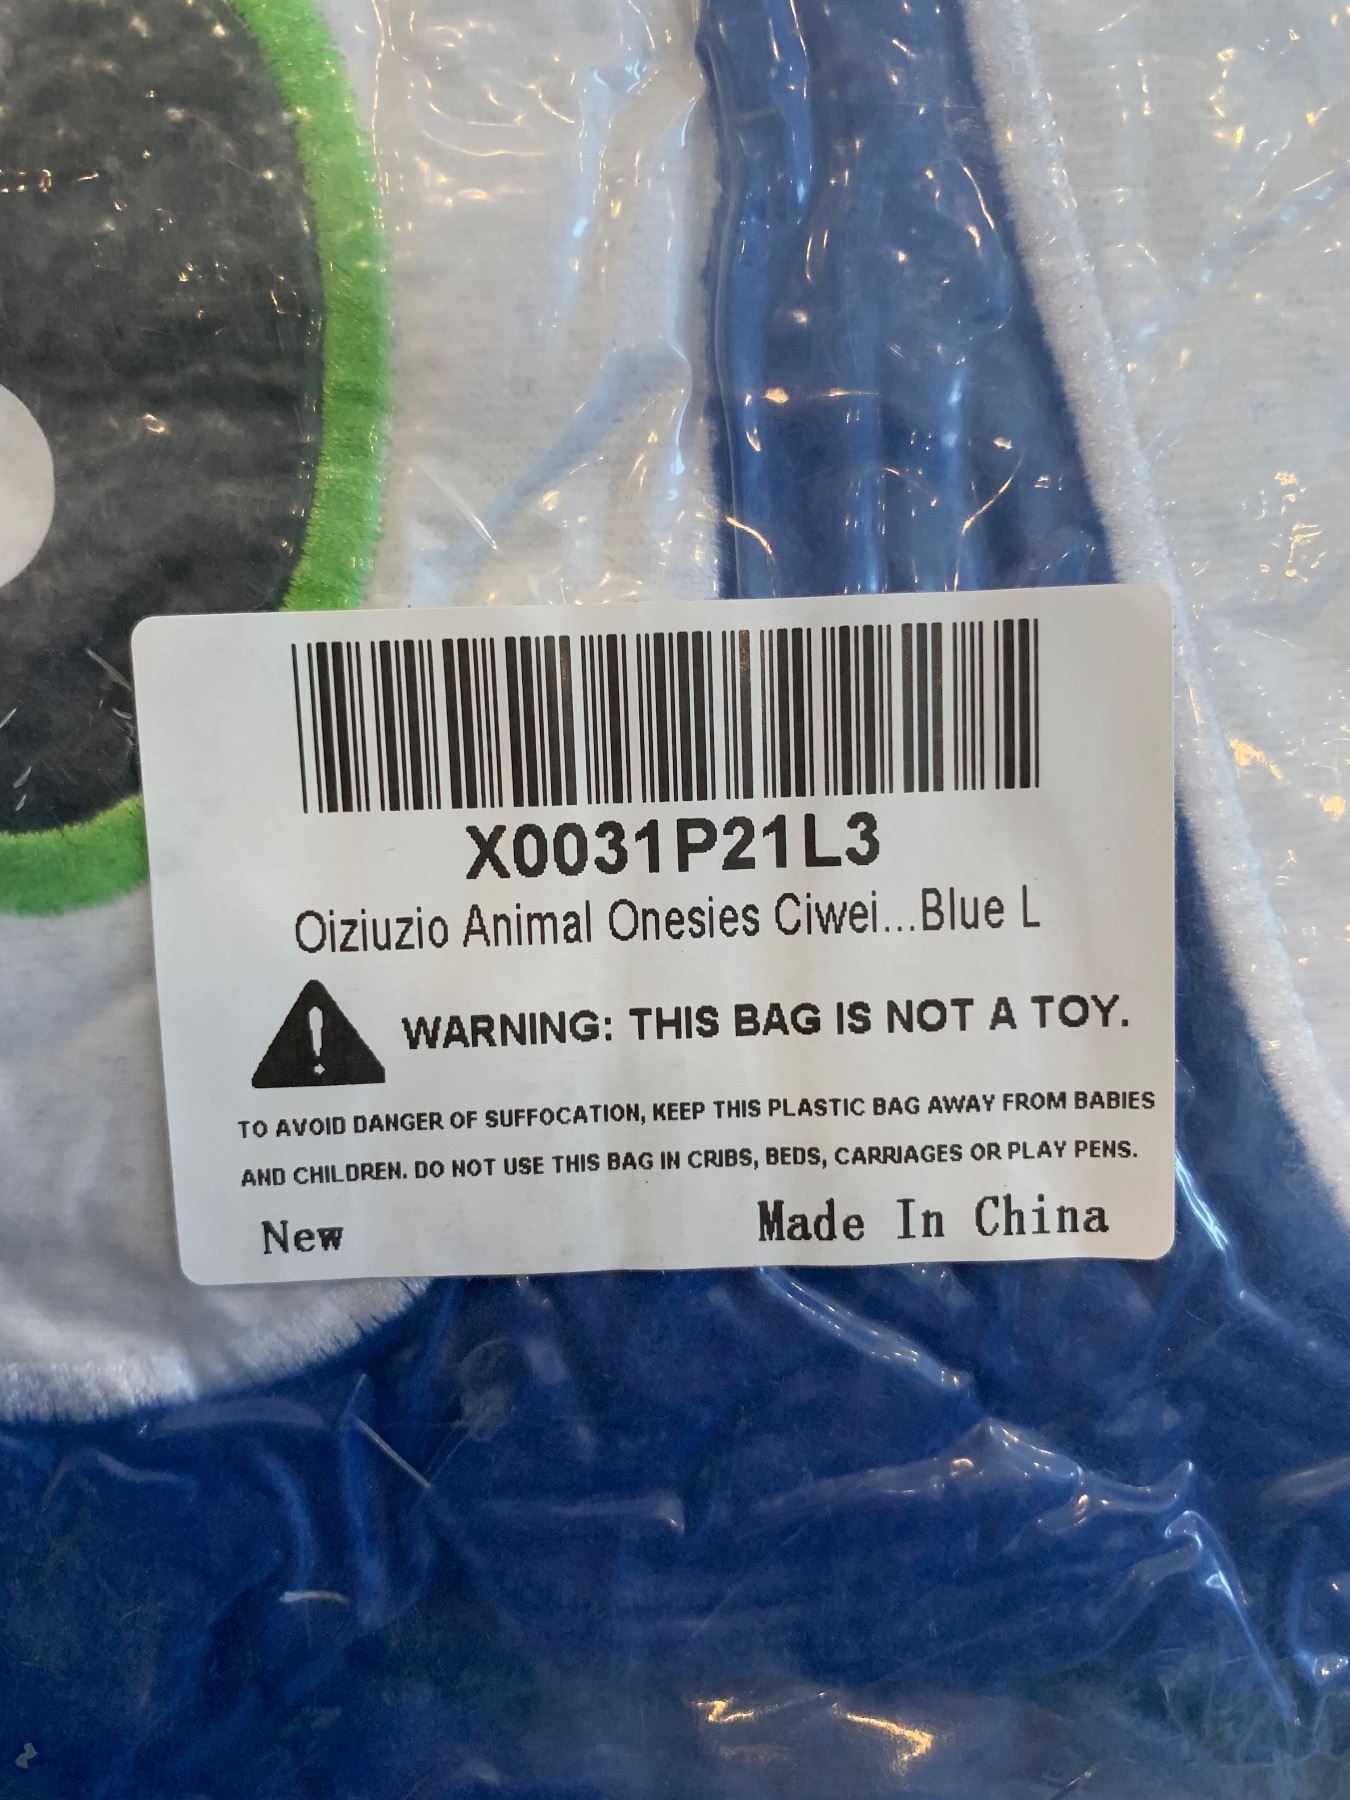 X0031P21L3
Oiziuzio Animal Onesies Ciwei...Blue L
WARNING: THIS BAG IS NOT A TOY.
TO AVOID DANGER OF SUFFOCATION, KEEP THIS PLASTIC BAG AWAY FROM BABIES
AND CHILDREN. DO NOT USE THIS BAG IN CRIBS, BEDS, CARRIAGES OR PLAY PENS.
New Made In China